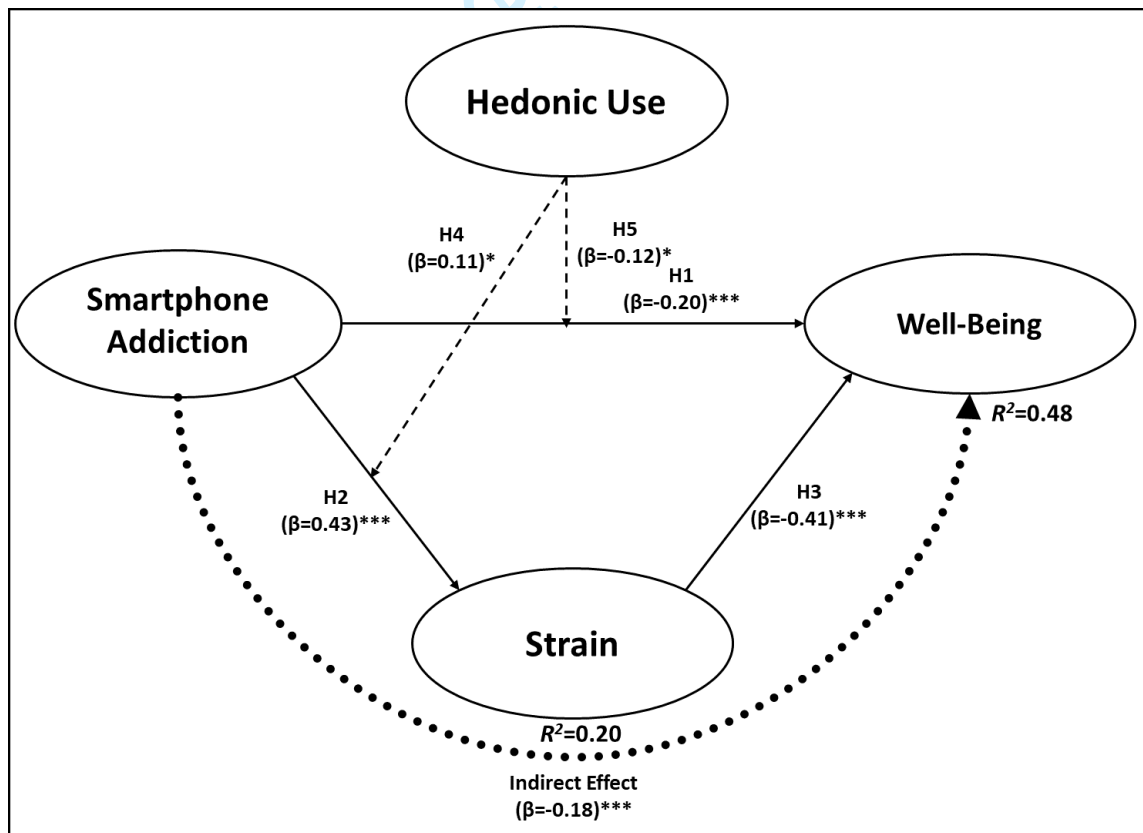 Hedonic Use
H4
(β=0.11)*
H5
(β=-0.12)*
H1
(β=-0.20)***
Smartphone
Addiction
Well-Being
R²=0.48
H2
(β=0.43)***
H3
(β=-0.41)***
Strain
R²=0.20
Indirect Effect
(β=-0.18)***